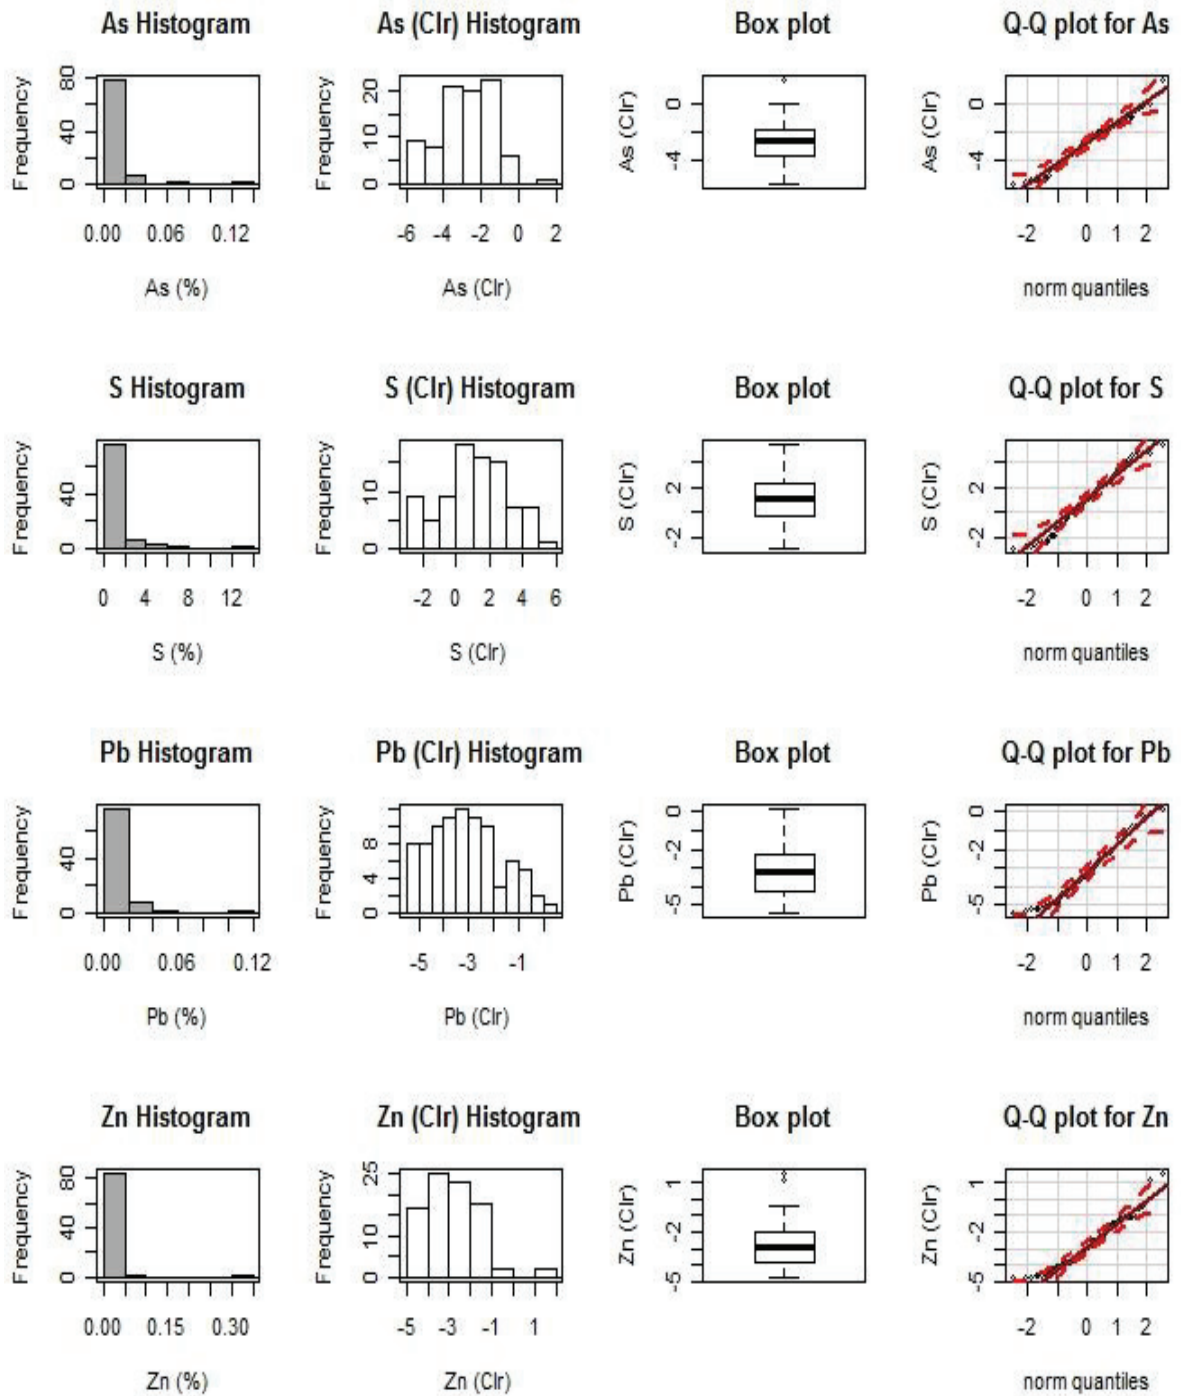 As Histogram
As (Clr) Histogram
Box plot
Q-Q plot for As
Frequency
0 40 80
0.00 0.06 0.12
As (%)
Frequency
0 10 20
-6 -4 -2 0 2
As (Clr)
As (Clr)
-4 0
As (Clr)
-4 0
-2 0 1 2
norm quantiles
S Histogram
S (Clr) Histogram
Box plot
Q-Q plot for S
Frequency
0 40
0 4 8 12
S (%)
Frequency
0 10
-2 0 2 4 6
S (Clr)
S (Clr)
-2 2
S (Clr)
-2 2
-2 0 1 2
norm quantiles
Pb Histogram
Pb (Clr) Histogram
Box plot
Q-Q plot for Pb
Frequency
0 40
0.00 0.06 0.12
Pb (%)
Frequency
0 4 8
-5 -3 -1
Pb (Clr)
Pb (Clr)
-5 -2 0
Pb (Clr)
-5 -2 0
-2 0 1 2
norm quantiles
Zn Histogram
Zn (Clr) Histogram
Box plot
Q-Q plot for Zn
Frequency
0 40 80
0.00 0.15 0.30
Zn (%)
Frequency
0 10 25
-5 -3 -1 1
Zn (Clr)
Zn (Clr)
-5 -2 1
Zn (Clr)
-5 -2 1
-2 0 1 2
norm quantiles